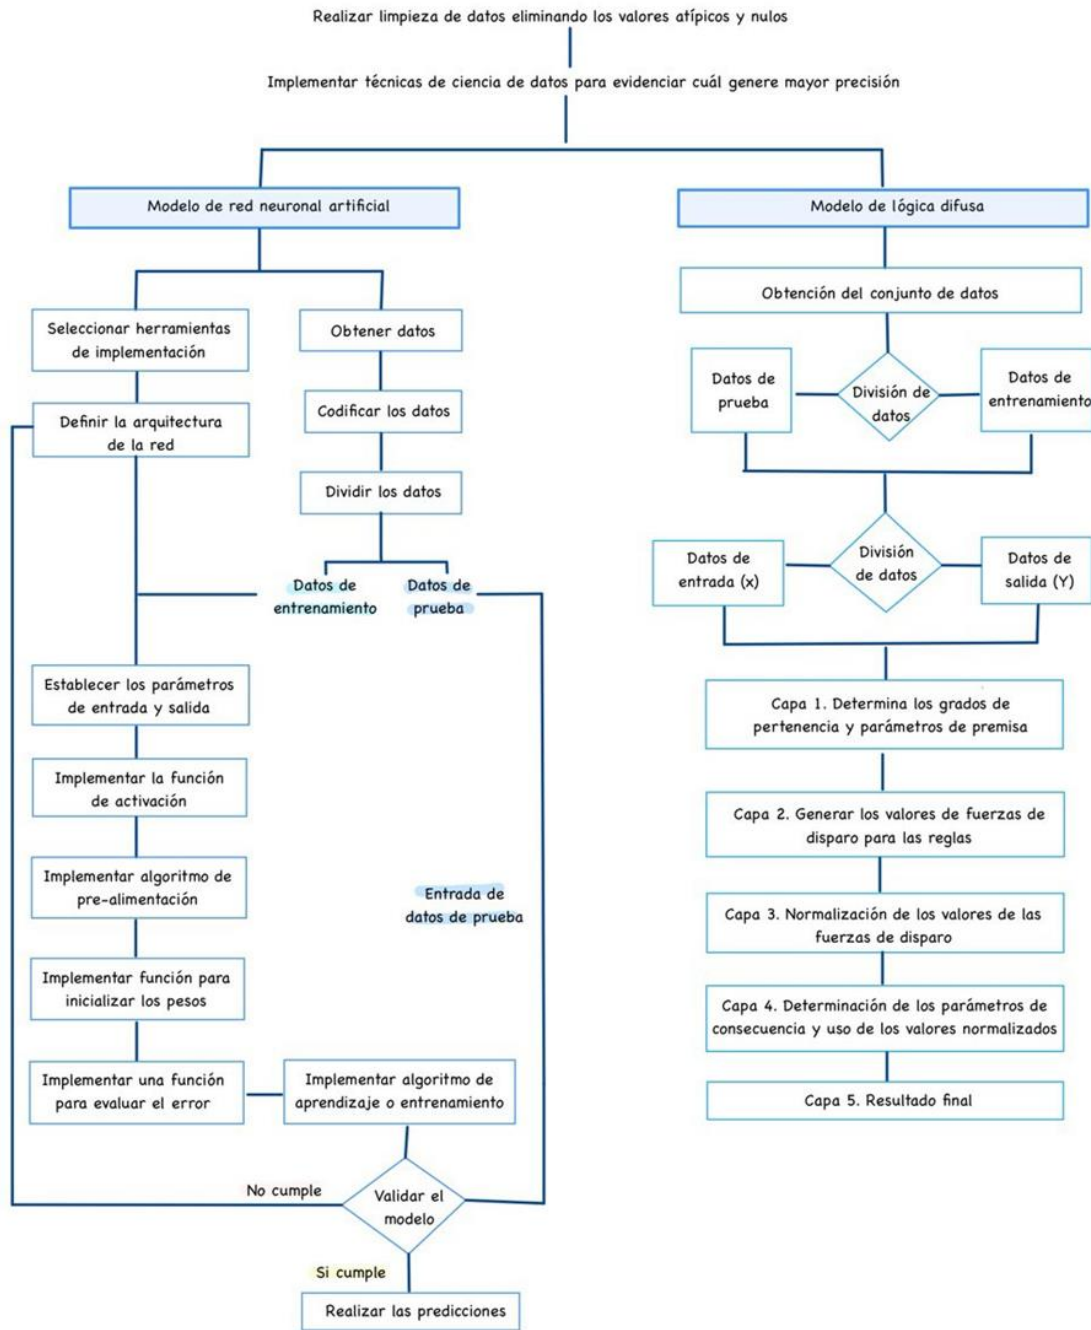 Realizar limpieza de datos eliminando los valores atípicos y nulos
Implementar técnicas de ciencia de datos para evidenciar cuál genere mayor precisión
Modelo de red neuronal artificial
Seleccionar herramientas
de implementación
Definir la arquitectura
de la red
Obtener datos
Codificar los datos
Dividir los datos
Datos de
entrenamiento
Datos de
prueba
Establecer los parámetros
de entrada y salida
Implementar la función
de activación
Implementar algoritmo de
pre-alimentación
Implementar función para
inicializar los pesos
Implementar una función
para evaluar el error
Implementar algoritmo de
aprendizaje o entrenamiento
Entrada de
datos de prueba
Validar el
modelo
No cumple
Si cumple
Realizar las predicciones
Modelo de lógica difusa
Obtención del conjunto de datos
Datos de
prueba
División de
datos
Datos de
entrenamiento
Datos de
entrada (x)
División
de datos
Datos de
salida (Y)
Capa 1. Determina los grados de
pertenencia y parámetros de premisa
Capa 2. Generar los valores de fuerzas de
disparo para las reglas
Capa 3. Normalización de los valores de las
fuerzas de disparo
Capa 4. Determinación de los parámetros de
consecuencia y uso de los valores normalizados
Capa 5. Resultado final